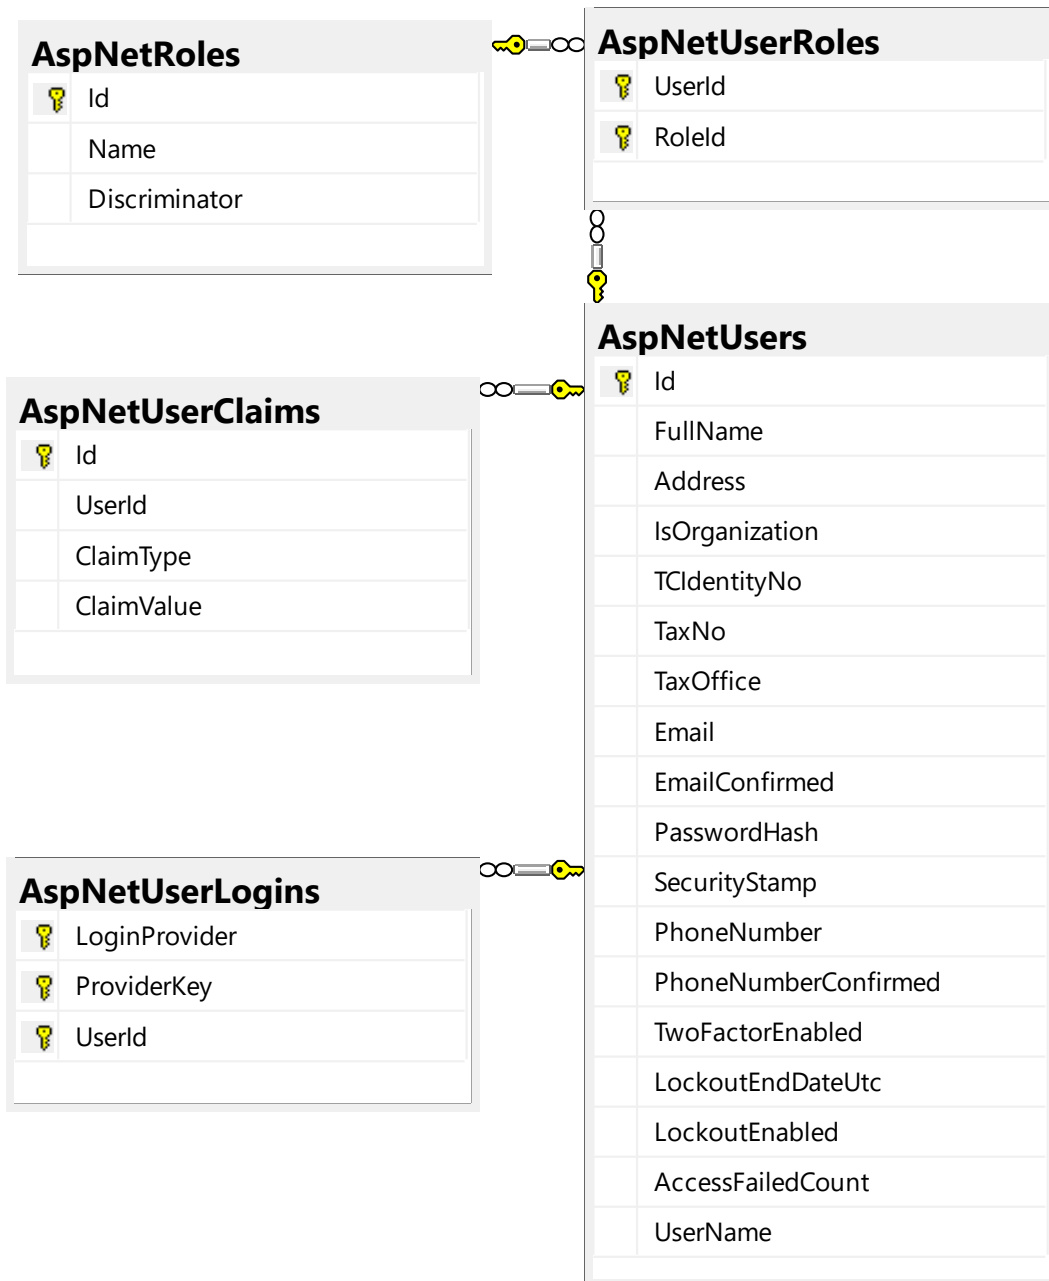 AspNetRoles
Id
Name
Discriminator
AspNetUserRoles
UserId
RoleId
AspNetUserClaims
Id
UserId
ClaimType
ClaimValue
AspNetUserLogins
LoginProvider
ProviderKey
UserId
AspNetUsers
Id
FullName
Address
IsOrganization
TCIdentityNo
TaxNo
TaxOffice
Email
EmailConfirmed
PasswordHash
SecurityStamp
PhoneNumber
PhoneNumberConfirmed
TwoFactorEnabled
LockoutEndDateUtc
LockoutEnabled
AccessFailedCount
UserName